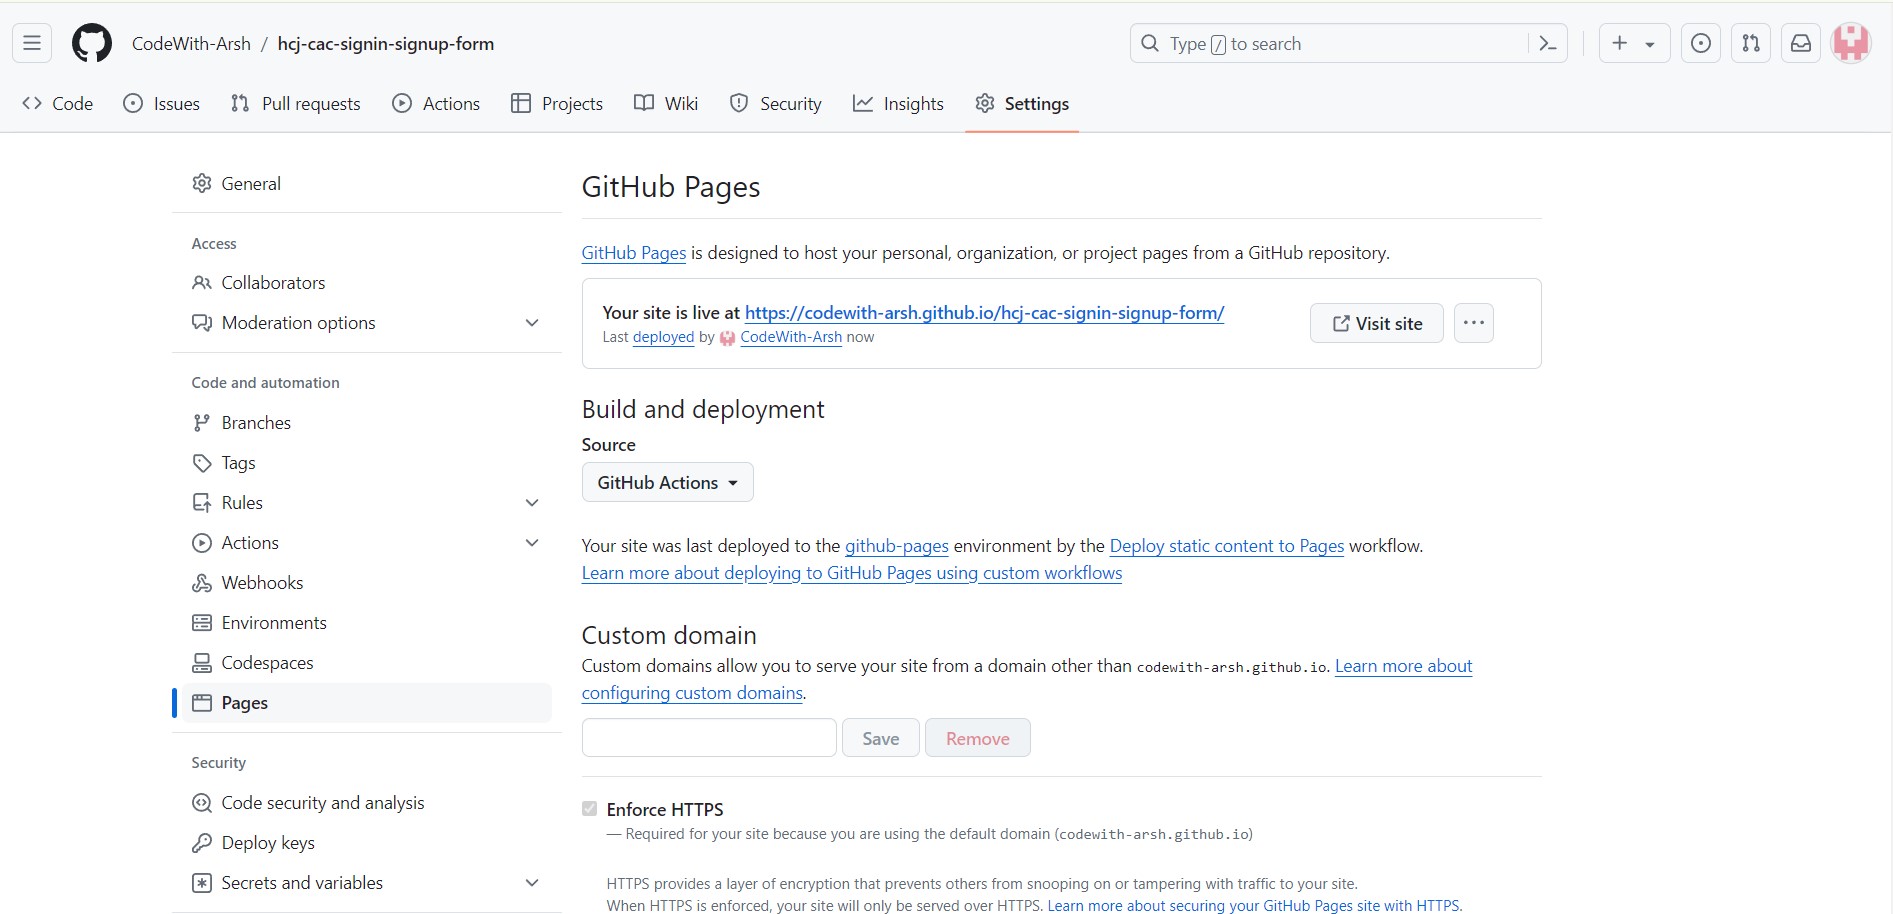 CodeWith-Arsh / hcj-cac-signin-signup-form
Type / to search
Code Issues Pull requests Actions Projects Wiki Security Insights Settings
General
Access
Collaborators
Moderation options
Code and automation
Branches
Tags
Rules
Actions
Webhooks
Environments
Codespaces
Pages
Security
Code security and analysis
Deploy keys
Secrets and variables
GitHub Pages
GitHub Pages is designed to host your personal, organization, or project pages from a GitHub repository.
Your site is live at https://codewith-arsh.github.io/hcj-cac-signin-signup-form/
Last deployed by CodeWith-Arsh now
Visit site
Build and deployment
Source
GitHub Actions
Your site was last deployed to the github-pages environment by the Deploy static content to Pages workflow.
Learn more about deploying to GitHub Pages using custom workflows
Custom domain
Custom domains allow you to serve your site from a domain other than codewith-arsh.github.io. Learn more about
configuring custom domains.
Save Remove
Enforce HTTPS
— Required for your site because you are using the default domain (codewith-arsh.github.io)
HTTPS provides a layer of encryption that prevents others from snooping on or tampering with traffic to your site.
When HTTPS is enforced, your site will only be served over HTTPS. Learn more about securing your GitHub Pages site with HTTPS.